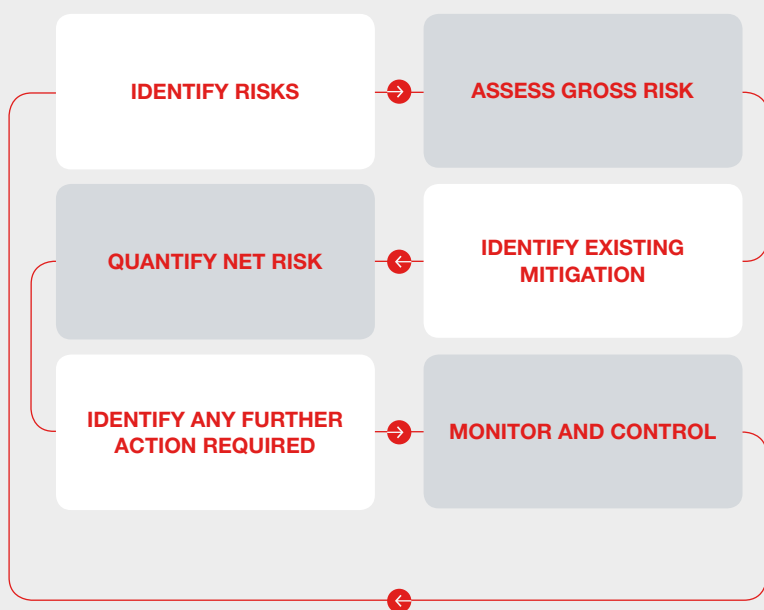 IDENTIFY RISKS
ASSESS GROSS RISK
QUANTIFY NET RISK
IDENTIFY EXISTING
MITIGATION
IDENTIFY ANY FURTHER
ACTION REQUIRED
MONITOR AND CONTROL